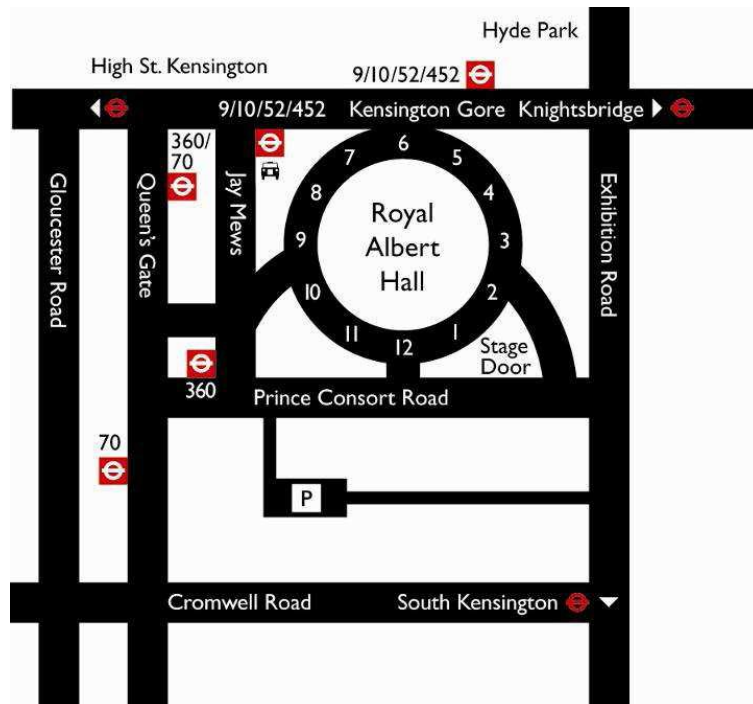 Hyde Park
High St. Kensington
9/10/52/452
9/10/52/452 Kensington Gore Knightsbridge
360/
70
Gloucester Road
Queen's Gate
Jay Mews
Exhibition Road
6
7
5
8
4
9
3
10
2
11
1
12
Royal
Albert
Hall
Stage
Door
360
Prince Consort Road
70
P
Cromwell Road
South Kensington